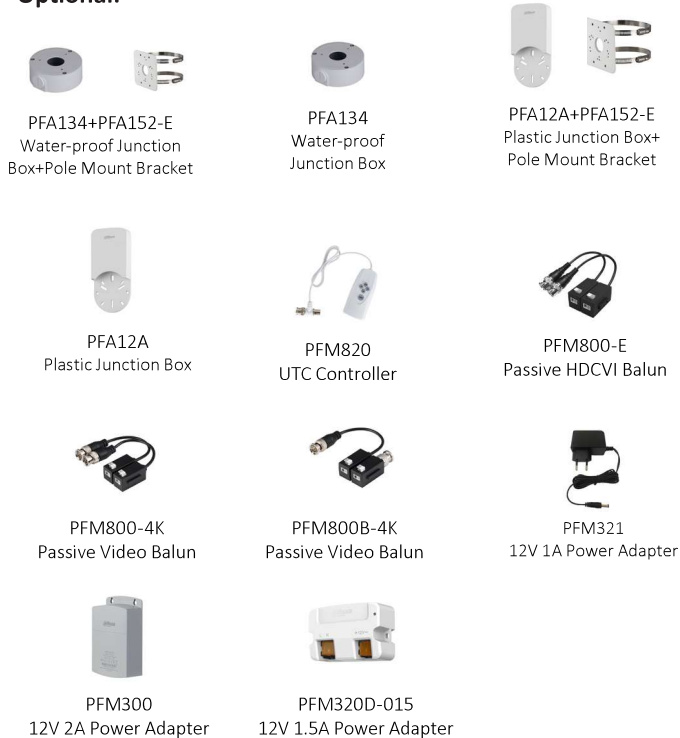 Optional:
PFA134+PFA152-E
Water-proof Junction
Box+Pole Mount Bracket
PFA134
Water-proof
Junction Box
PFA12A+PFA152-E
Plastic Junction Box+
Pole Mount Bracket
PFA12A
Plastic Junction Box
PFM820
UTC Controller
PFM800-E
Passive HDCVI Balun
PFM800-4K
Passive Video Balun
PFM800B-4K
Passive Video Balun
PFM321
12V 1A Power Adapter
PFM300
12V 2A Power Adapter
PFM320D-015
12V 1.5A Power Adapter